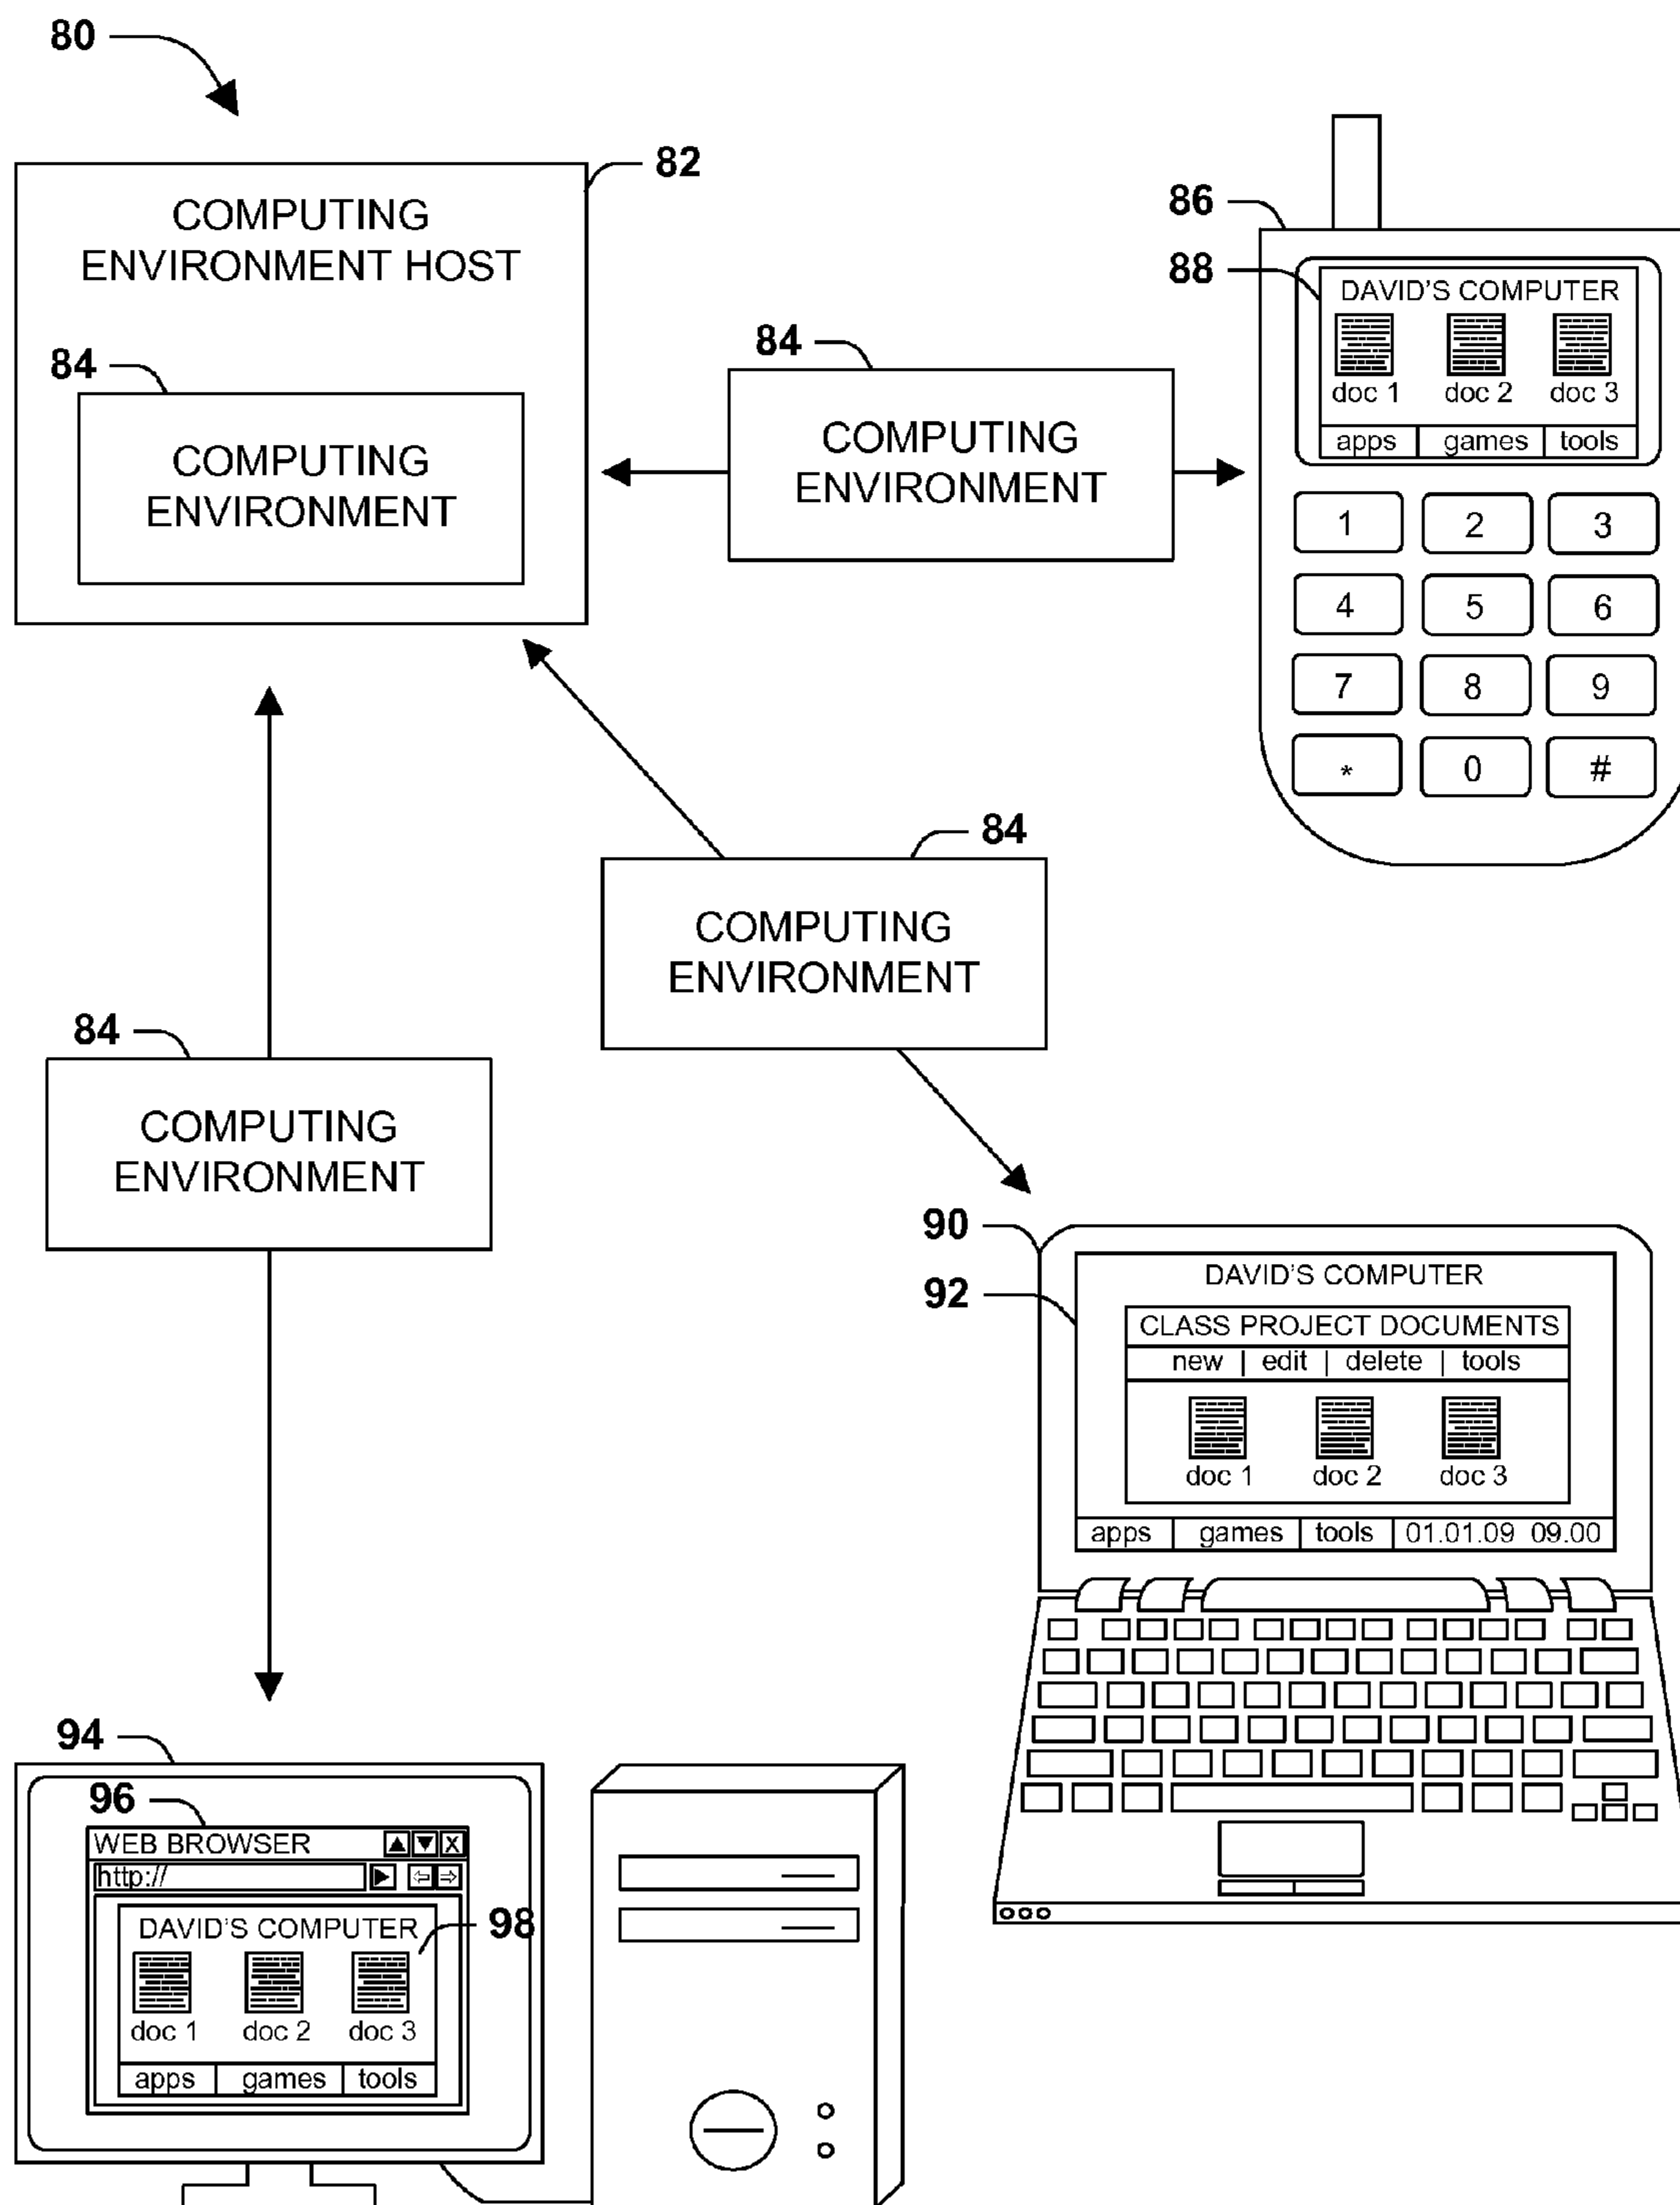 80
82
COMPUTING
ENVIRONMENT HOST
84
COMPUTING
ENVIRONMENT
84
COMPUTING
ENVIRONMENT
86
88
DAVID'S COMPUTER
doc 1 doc 2 doc 3
apps games tools
1 2 3
4 5 6
7 8 9
* 0 #
84
COMPUTING
ENVIRONMENT
84
COMPUTING
ENVIRONMENT
90
92
DAVID'S COMPUTER
CLASS PROJECT DOCUMENTS
new | edit | delete | tools
doc 1 doc 2 doc 3
apps games tools 01.01.09 09.00
94
96
WEB BROWSER X
http://
DAVID'S COMPUTER
98
doc 1 doc 2 doc 3
apps games tools